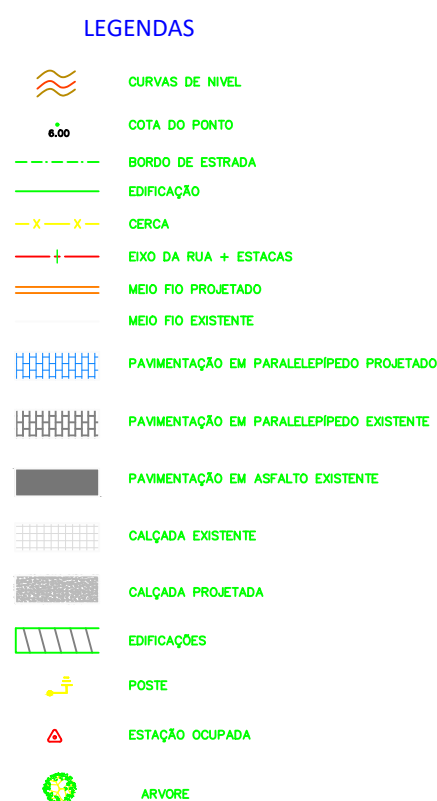 LEGENDAS
CURVAS DE NIVEL
6.00
COTA DO PONTO
BORDO DE ESTRADA
EDIFICAÇÃO
X X
CERCA
EIXO DA RUA + ESTACAS
MEIO FIO PROJETADO
MEIO FIO EXISTENTE
PAVIMENTAÇÃO EM PARALELEPÍPEDO PROJETADO
PAVIMENTAÇÃO EM PARALELEPÍPEDO EXISTENTE
PAVIMENTAÇÃO EM ASFALTO EXISTENTE
CALÇADA EXISTENTE
CALÇADA PROJETADA
EDIFICAÇÕES
POSTE
ESTAÇÃO OCUPADA
ARVORE